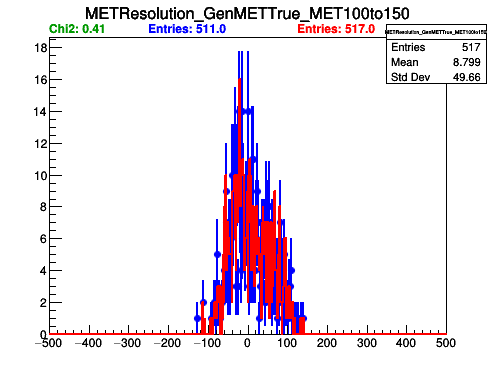 METResolution_GenMETTrue_MET100to150
Chi2: 0.41 Entries: 511.0 Entries: 517.0
METResolution_GenMETTrue_MET100to150
Entries 517
Mean 8.799
Std Dev 49.66
18
16
14
12
10
8
6
4
2
0
−500 −400 −300 −200 −100 0 100 200 300 400 500